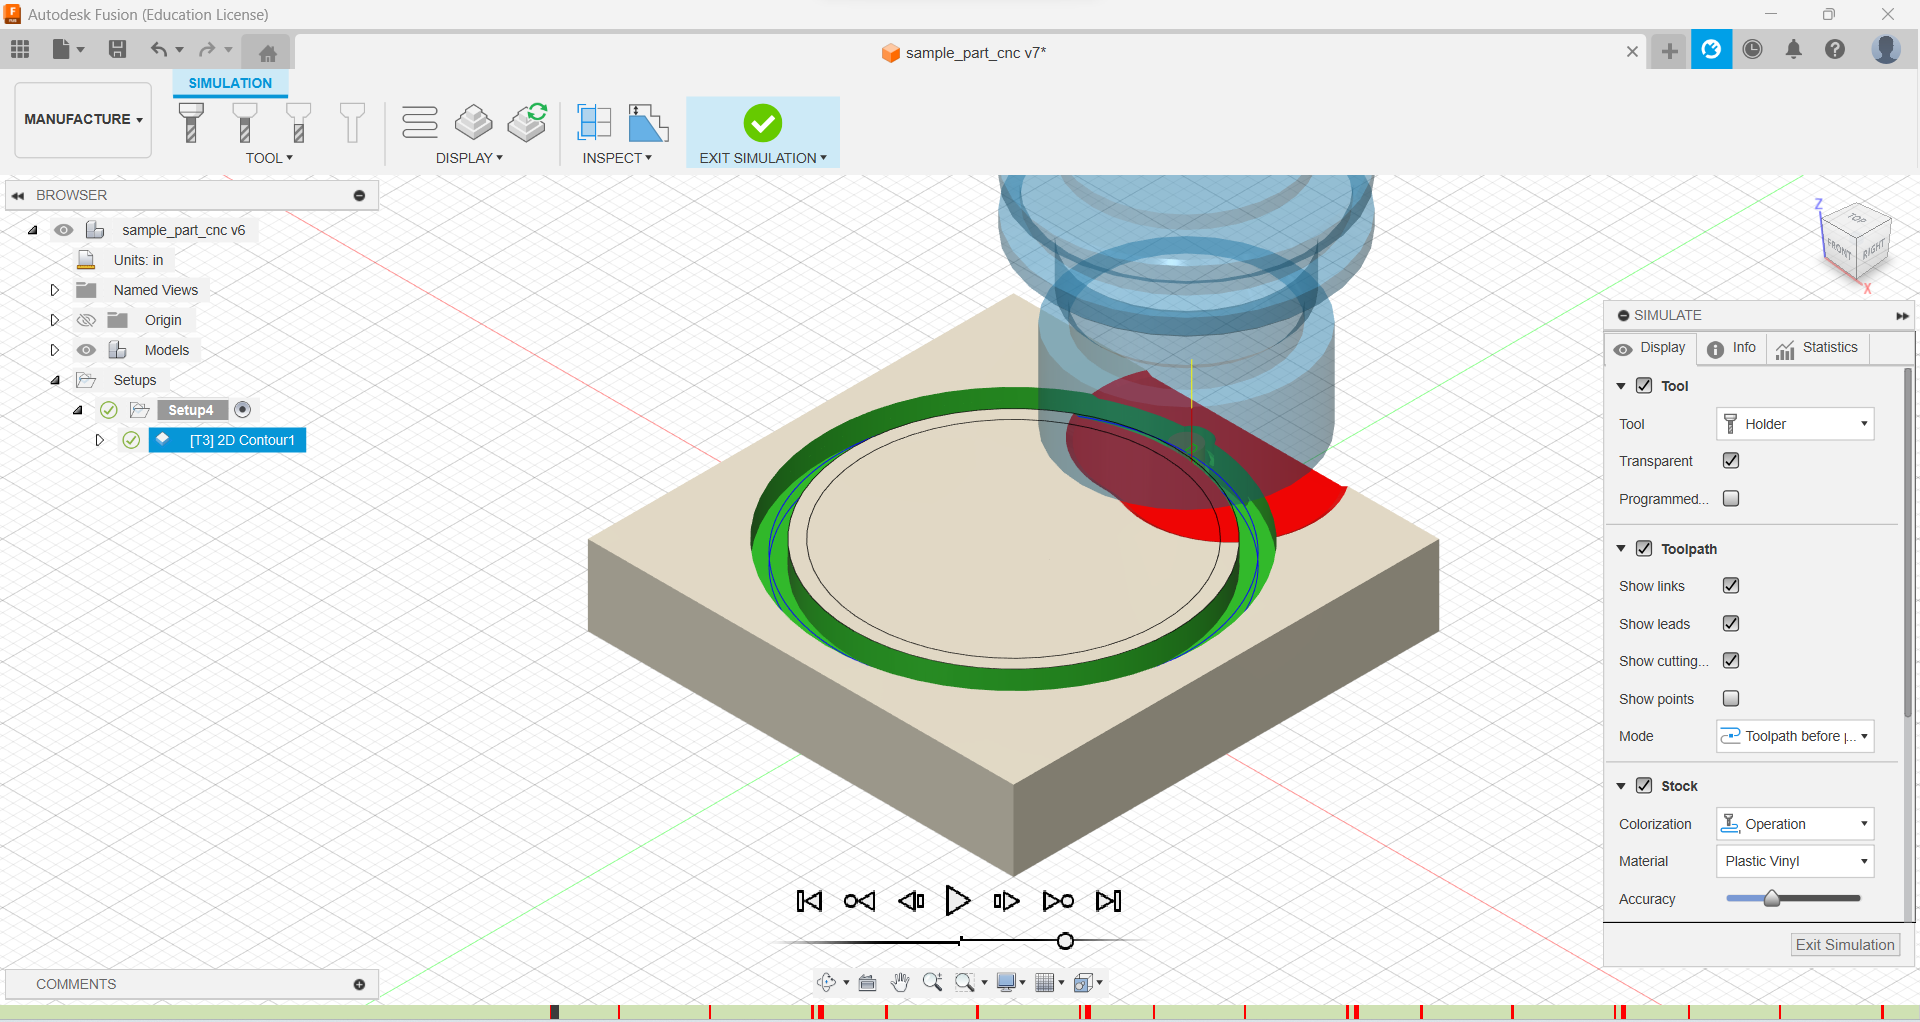 Autodesk Fusion (Education License)
sample_part_cnc v7*
SIMULATION
MANUFACTURE
TOOL
DISPLAY
INSPECT
EXIT SIMULATION
BROWSER
sample_part_cnc v6
Units: in
Named Views
Origin
Models
Setups
Setup4
[T3] 2D Contour1
Z
TOP
FRONT
RIGHT
X
SIMULATE
Display
Info
Statistics
Tool
Tool
Holder
Transparent
Programmed...
Toolpath
Show links
Show leads
Show cutting...
Show points
Mode
Toolpath before p...
Stock
Colorization
Operation
Material
Plastic Vinyl
Accuracy
Exit Simulation
COMMENTS